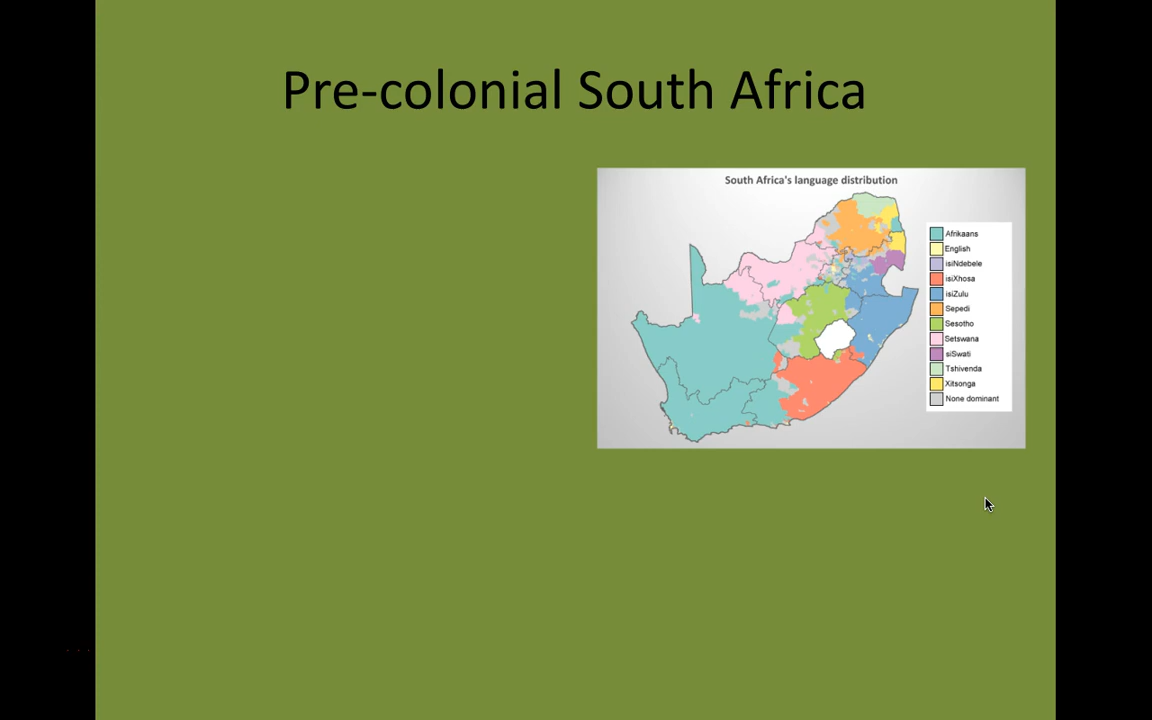 Pre-colonial South Africa
South Africa's language distribution
Afrikaans
English
isiNdebele
isiXhosa
isiZulu
Sepedi
Sesotho
Setswana
siSwati
Tshivenda
Xitsonga
None dominant